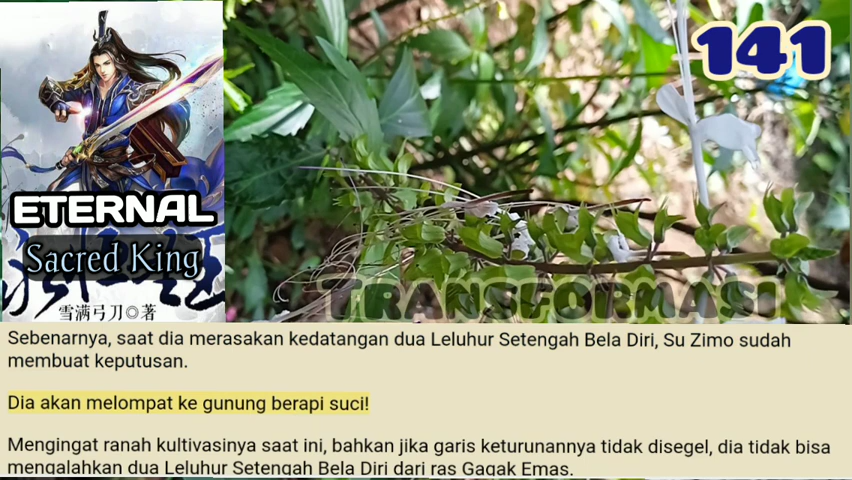 141
ETERNAL
Sacred King
雪满弓刀◎著
TRANSFORMASI
Sebenarnya, saat dia merasakan kedatangan dua Leluhur Setengah Bela Diri, Su Zimo sudah
membuat keputusan.
Dia akan melompat ke gunung berapi suci!
Mengingat ranah kultivasinya saat ini, bahkan jika garis keturunannya tidak disegel, dia tidak bisa
mengalahkan dua Leluhur Setengah Bela Diri dari ras Gagak Emas.